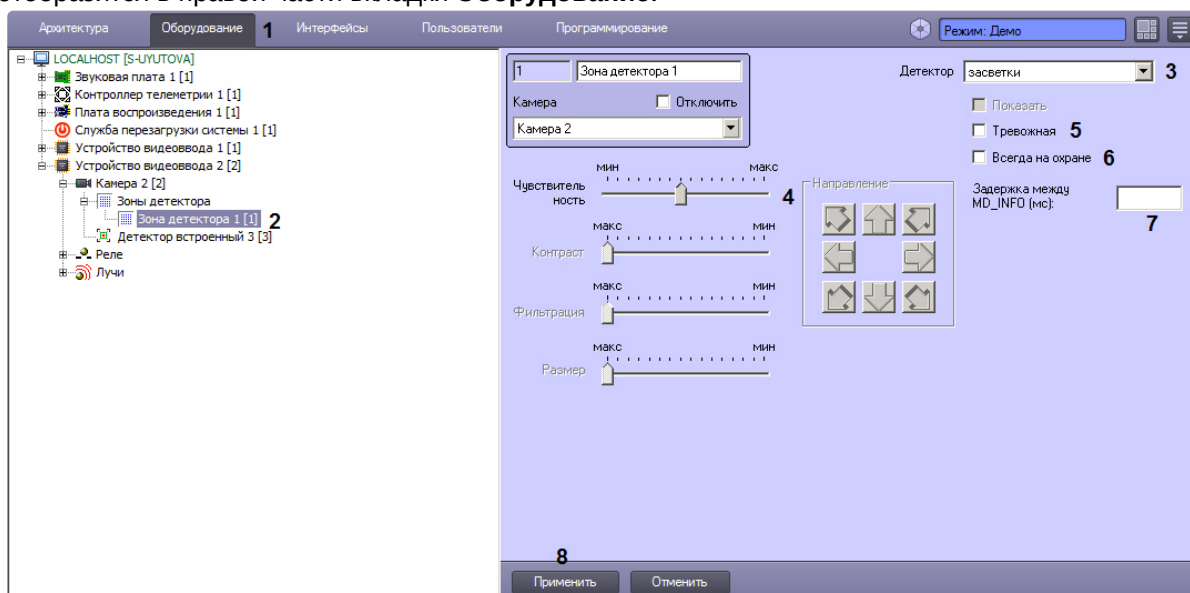 отобразится в правой части вкладки Оборудование.
Архитектура Оборудование 1 Интерфейсы Пользователи Программирование Режим: Демо
LOCALHOST [S-UYUTOVA]
Звуковая плата 1 [1]
Контроллер телеметрии 1 [1]
Плата воспроизведения 1 [1]
Служба перезагрузки системы 1 [1]
Устройство видеоввода 1 [1]
Устройство видеоввода 2 [2]
Камера 2 [2]
Зоны детектора
Зона детектора 1 [1] 2
Детектор встроенный 3 [3]
Реле
Лучи
1 Зона детектора 1
Камера Отключить
Камера 2
Детектор засветки 3
Показать
Тревожная 5
Всегда на охране 6
Задержка между
MD_INFO (мс):
7
мин макс
Чувствитель
ность
4
макс мин
Контраст
макс мин
Фильтрация
макс мин
Размер
Направление
8
Применить Отменить